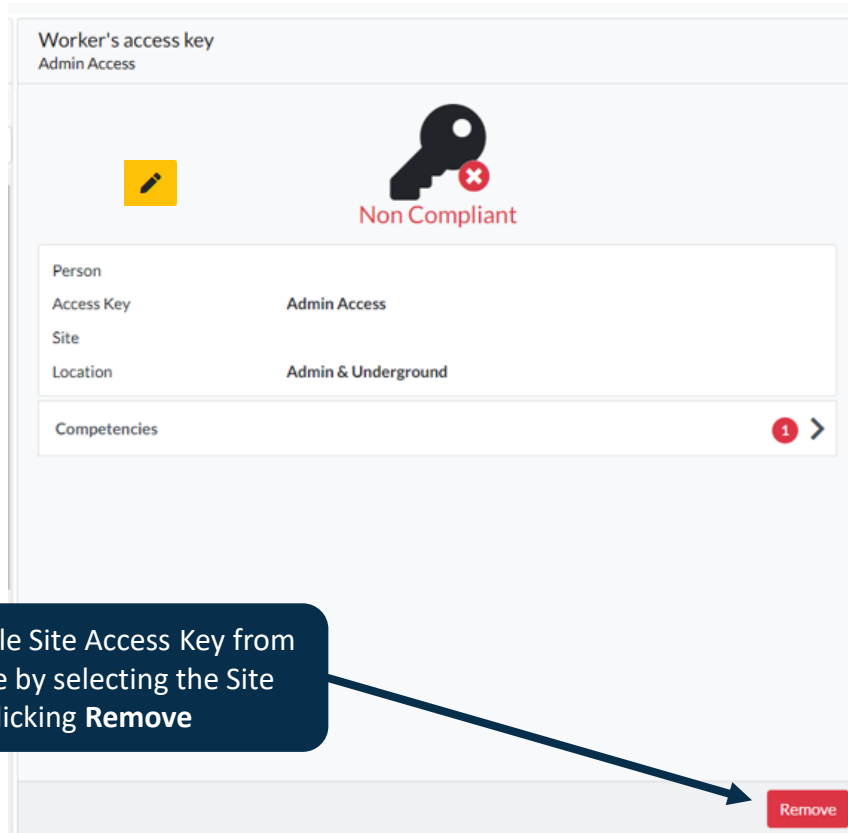 Worker's access key
Admin Access
Non Compliant
Person
Access Key Admin Access
Site
Location Admin & Underground
Competencies 1
le Site Access Key from
e by selecting the Site
licking Remove
Remove